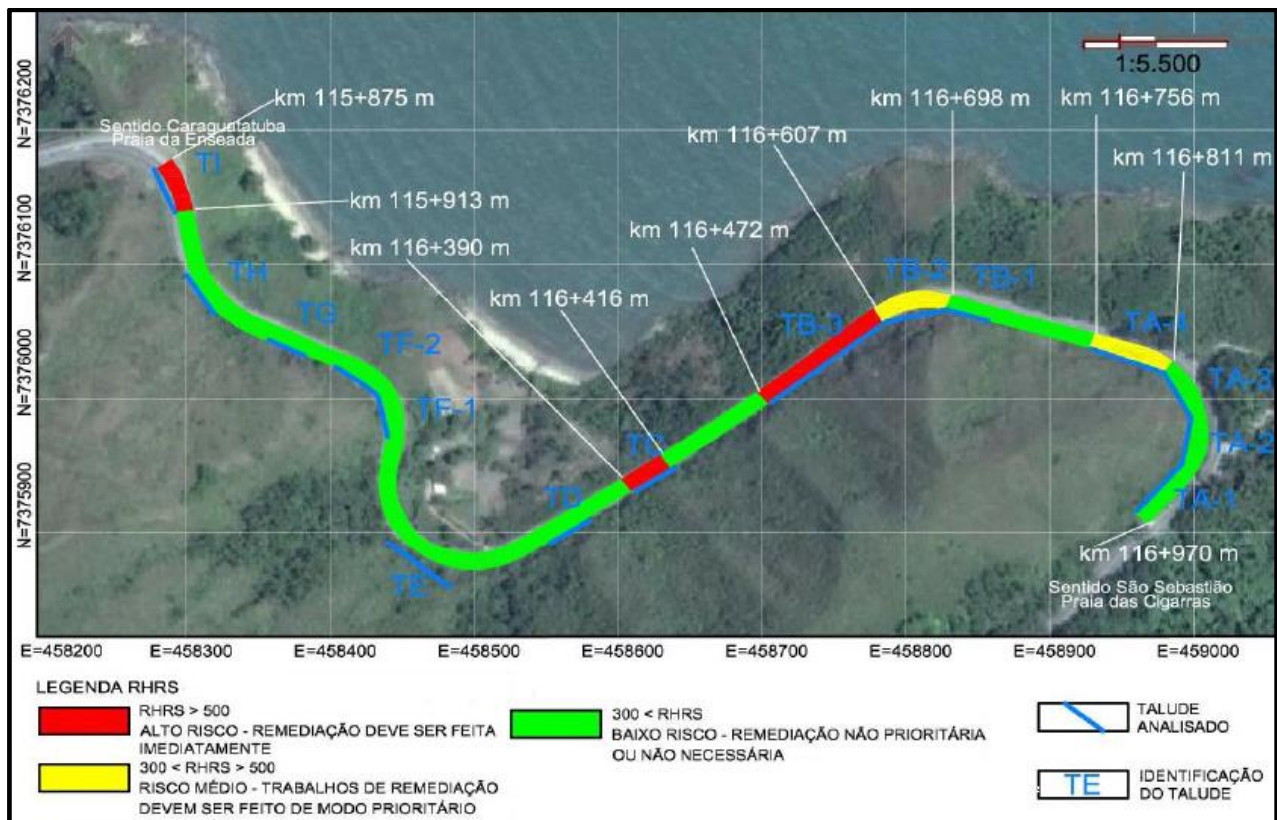 1:5.500
km 115+875 m
km 116+698 m
km 116+756 m
N=7376200
Sentido Caraguatatuba
Praia da Enseada
km 116+607 m
km 116+811 m
TI
N=7376100
km 115+913 m
km 116+472 m
km 116+390 m
TH
TB-2
TB-1
km 116+416 m
TG
TB-3
TA-4
N=7376000
TF-2
TA-3
TF-1
TC
TA-2
N=7375900
TD
TA-1
km 116+970 m
TE
Sentido São Sebastião
Praia das Cigarras
E=458200
E=458300
E=458400
E=458500
E=458600
E=458700
E=458800
E=458900
E=459000
LEGENDA RHRS
RHRS > 500
ALTO RISCO - REMEDIAÇÃO DEVE SER FEITA
IMEDIATAMENTE
300 < RHRS > 500
RISCO MÉDIO - TRABALHOS DE REMEDIAÇÃO
DEVEM SER FEITO DE MODO PRIORITÁRIO
300 < RHRS
BAIXO RISCO - REMEDIAÇÃO NÃO PRIORITÁRIA
OU NÃO NECESSÁRIA
TALUDE
ANALISADO
TE
IDENTIFICAÇÃO
DO TALUDE